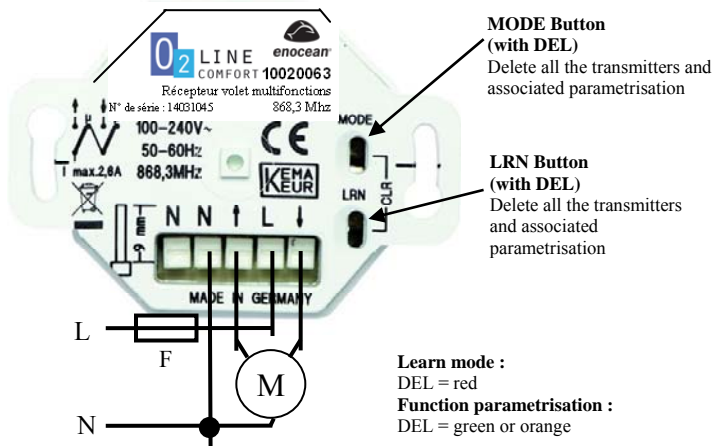 MODE Button
(with DEL)
Delete all the transmitters and
associated parametrisation
LRN Button
(with DEL)
Delete all the transmitters
and associated
parametrisation
O2 LINE
COMFORT
enocean
10020063
Récepteur volet multifonctions
N° de série : 14031045
868,3 Mhz
MODE
µ µ
100-240V~
50-60Hz
I max.2,6A
868,3MHz
CE
KEMA
EUR
LRN
CLR
9 mm
N N ↑ L ↓
MADE IN GERMANY
L
F
M
N
Learn mode :
DEL = red
Function parametrisation :
DEL = green or orange